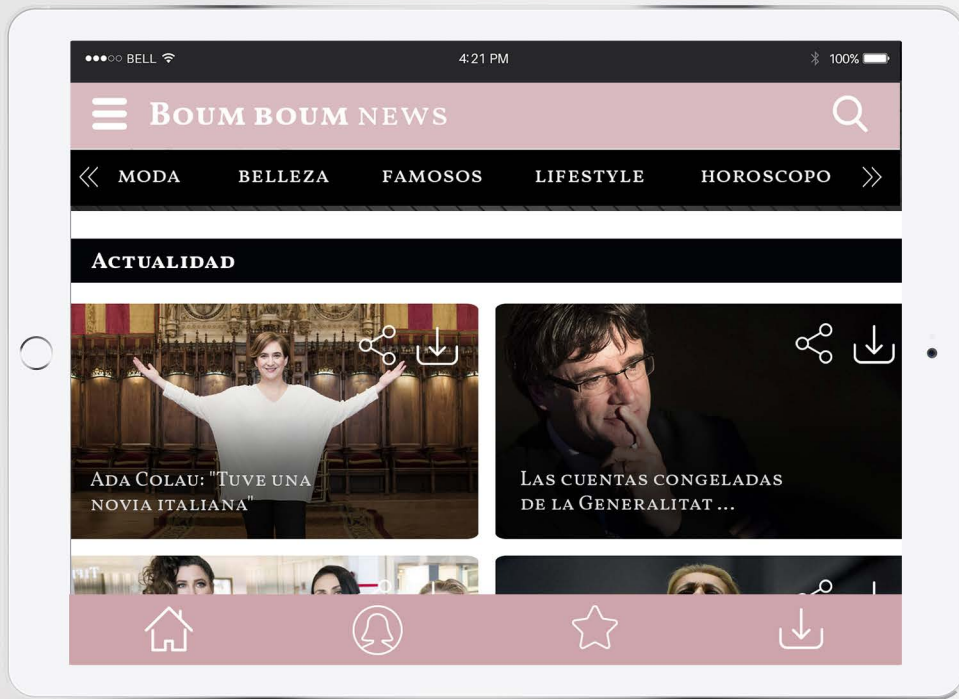 BELL
4:21 PM
100%
BOUM BOUM NEWS
MODA
BELLEZA
FAMOSOS
LIFESTYLE
HOROSCOPO
ACTUALIDAD
ADA COLAU: "TUVE UNA
NOVIA ITALIANA"
LAS CUENTAS CONGELADAS
DE LA GENERALITAT ...